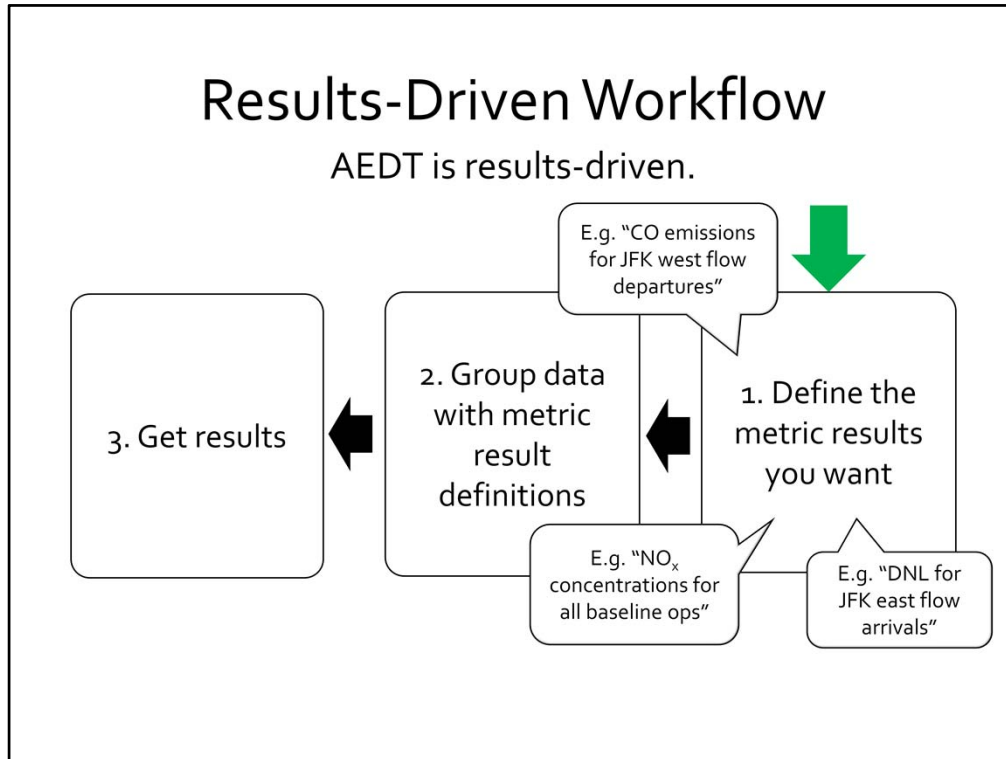 Results-Driven Workflow
AEDT is results-driven.
E.g. “CO emissions
for JFK west flow
departures”
3. Get results
2. Group data
with metric
result
definitions
1. Define the
metric results
you want
E.g. “NOₓ
concentrations for
all baseline ops”
E.g. “DNL for
JFK east flow
arrivals”